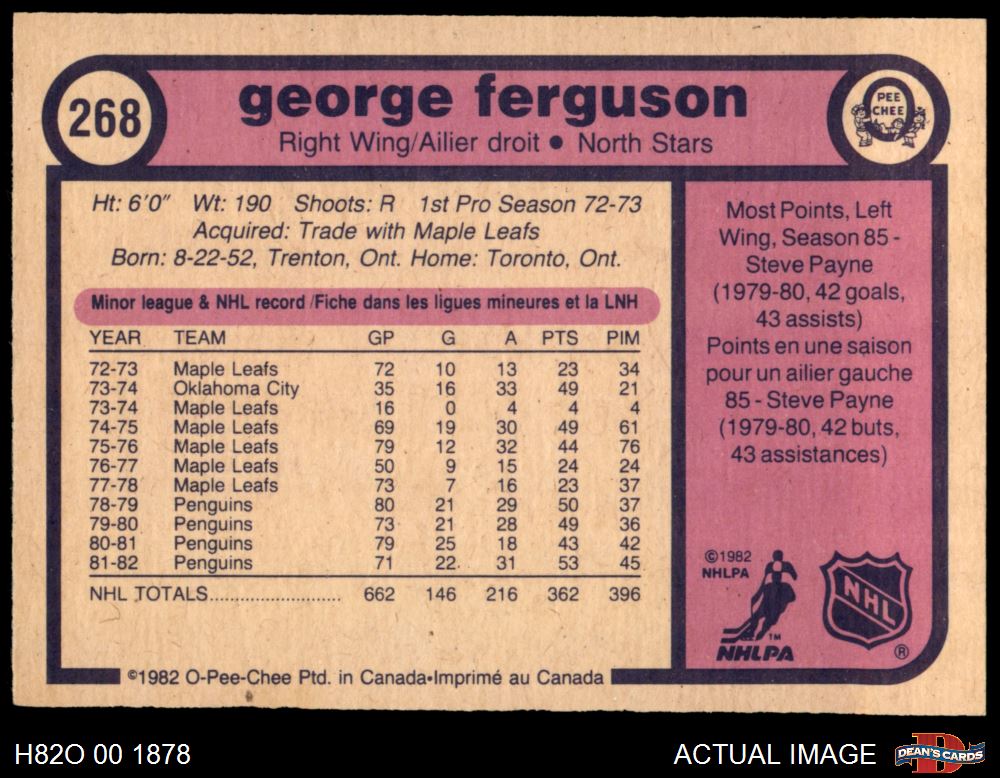 268
george ferguson
Right Wing/Ailier droit ● North Stars
PEE
CHEE
Ht: 6'0" Wt: 190 Shoots: R 1st Pro Season 72-73
Acquired: Trade with Maple Leafs
Born: 8-22-52, Trenton, Ont. Home: Toronto, Ont.
Minor league & NHL record /Fiche dans les ligues mineures et la LNH
YEAR TEAM GP G A PTS PIM
72-73 Maple Leafs 72 10 13 23 34
73-74 Oklahoma City 35 16 33 49 21
73-74 Maple Leafs 16 0 4 4 4
74-75 Maple Leafs 69 19 30 49 61
75-76 Maple Leafs 79 12 32 44 76
76-77 Maple Leafs 50 9 15 24 24
77-78 Maple Leafs 73 7 16 23 37
78-79 Penguins 80 21 29 50 37
79-80 Penguins 73 21 28 49 36
80-81 Penguins 79 25 18 43 42
81-82 Penguins 71 22 31 53 45
NHL TOTALS...................... 662 146 216 362 396
Most Points, Left
Wing, Season 85 -
Steve Payne
(1979-80, 42 goals,
43 assists)
Points en une saison
pour un ailier gauche
85 - Steve Payne
(1979-80, 42 buts,
43 assistances)
©1982
NHLPA
TM
NHLPA
NHL
®
©1982 O-Pee-Chee Ptd. in Canada•Imprimé au Canada
H82O 00 1878
ACTUAL IMAGE
D
DEAN'S CARDS